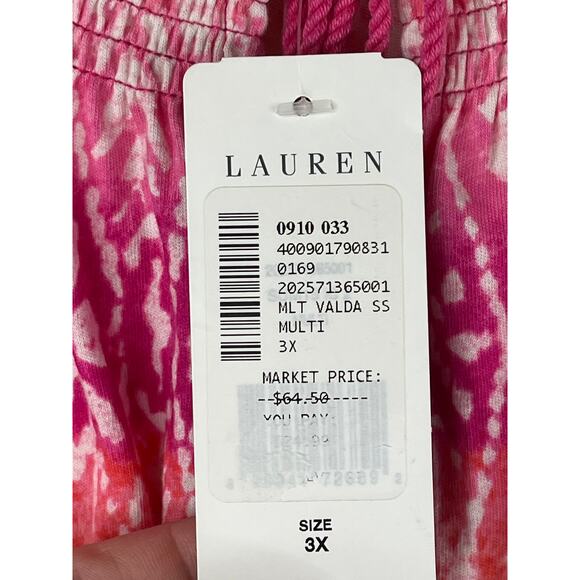 LAUREN
0910 033
400901790831
0169
202571365001
MLT VALDA SS
MULTI
3X
MARKET PRICE:
$64.50
YOU PAY:
SIZE
3X